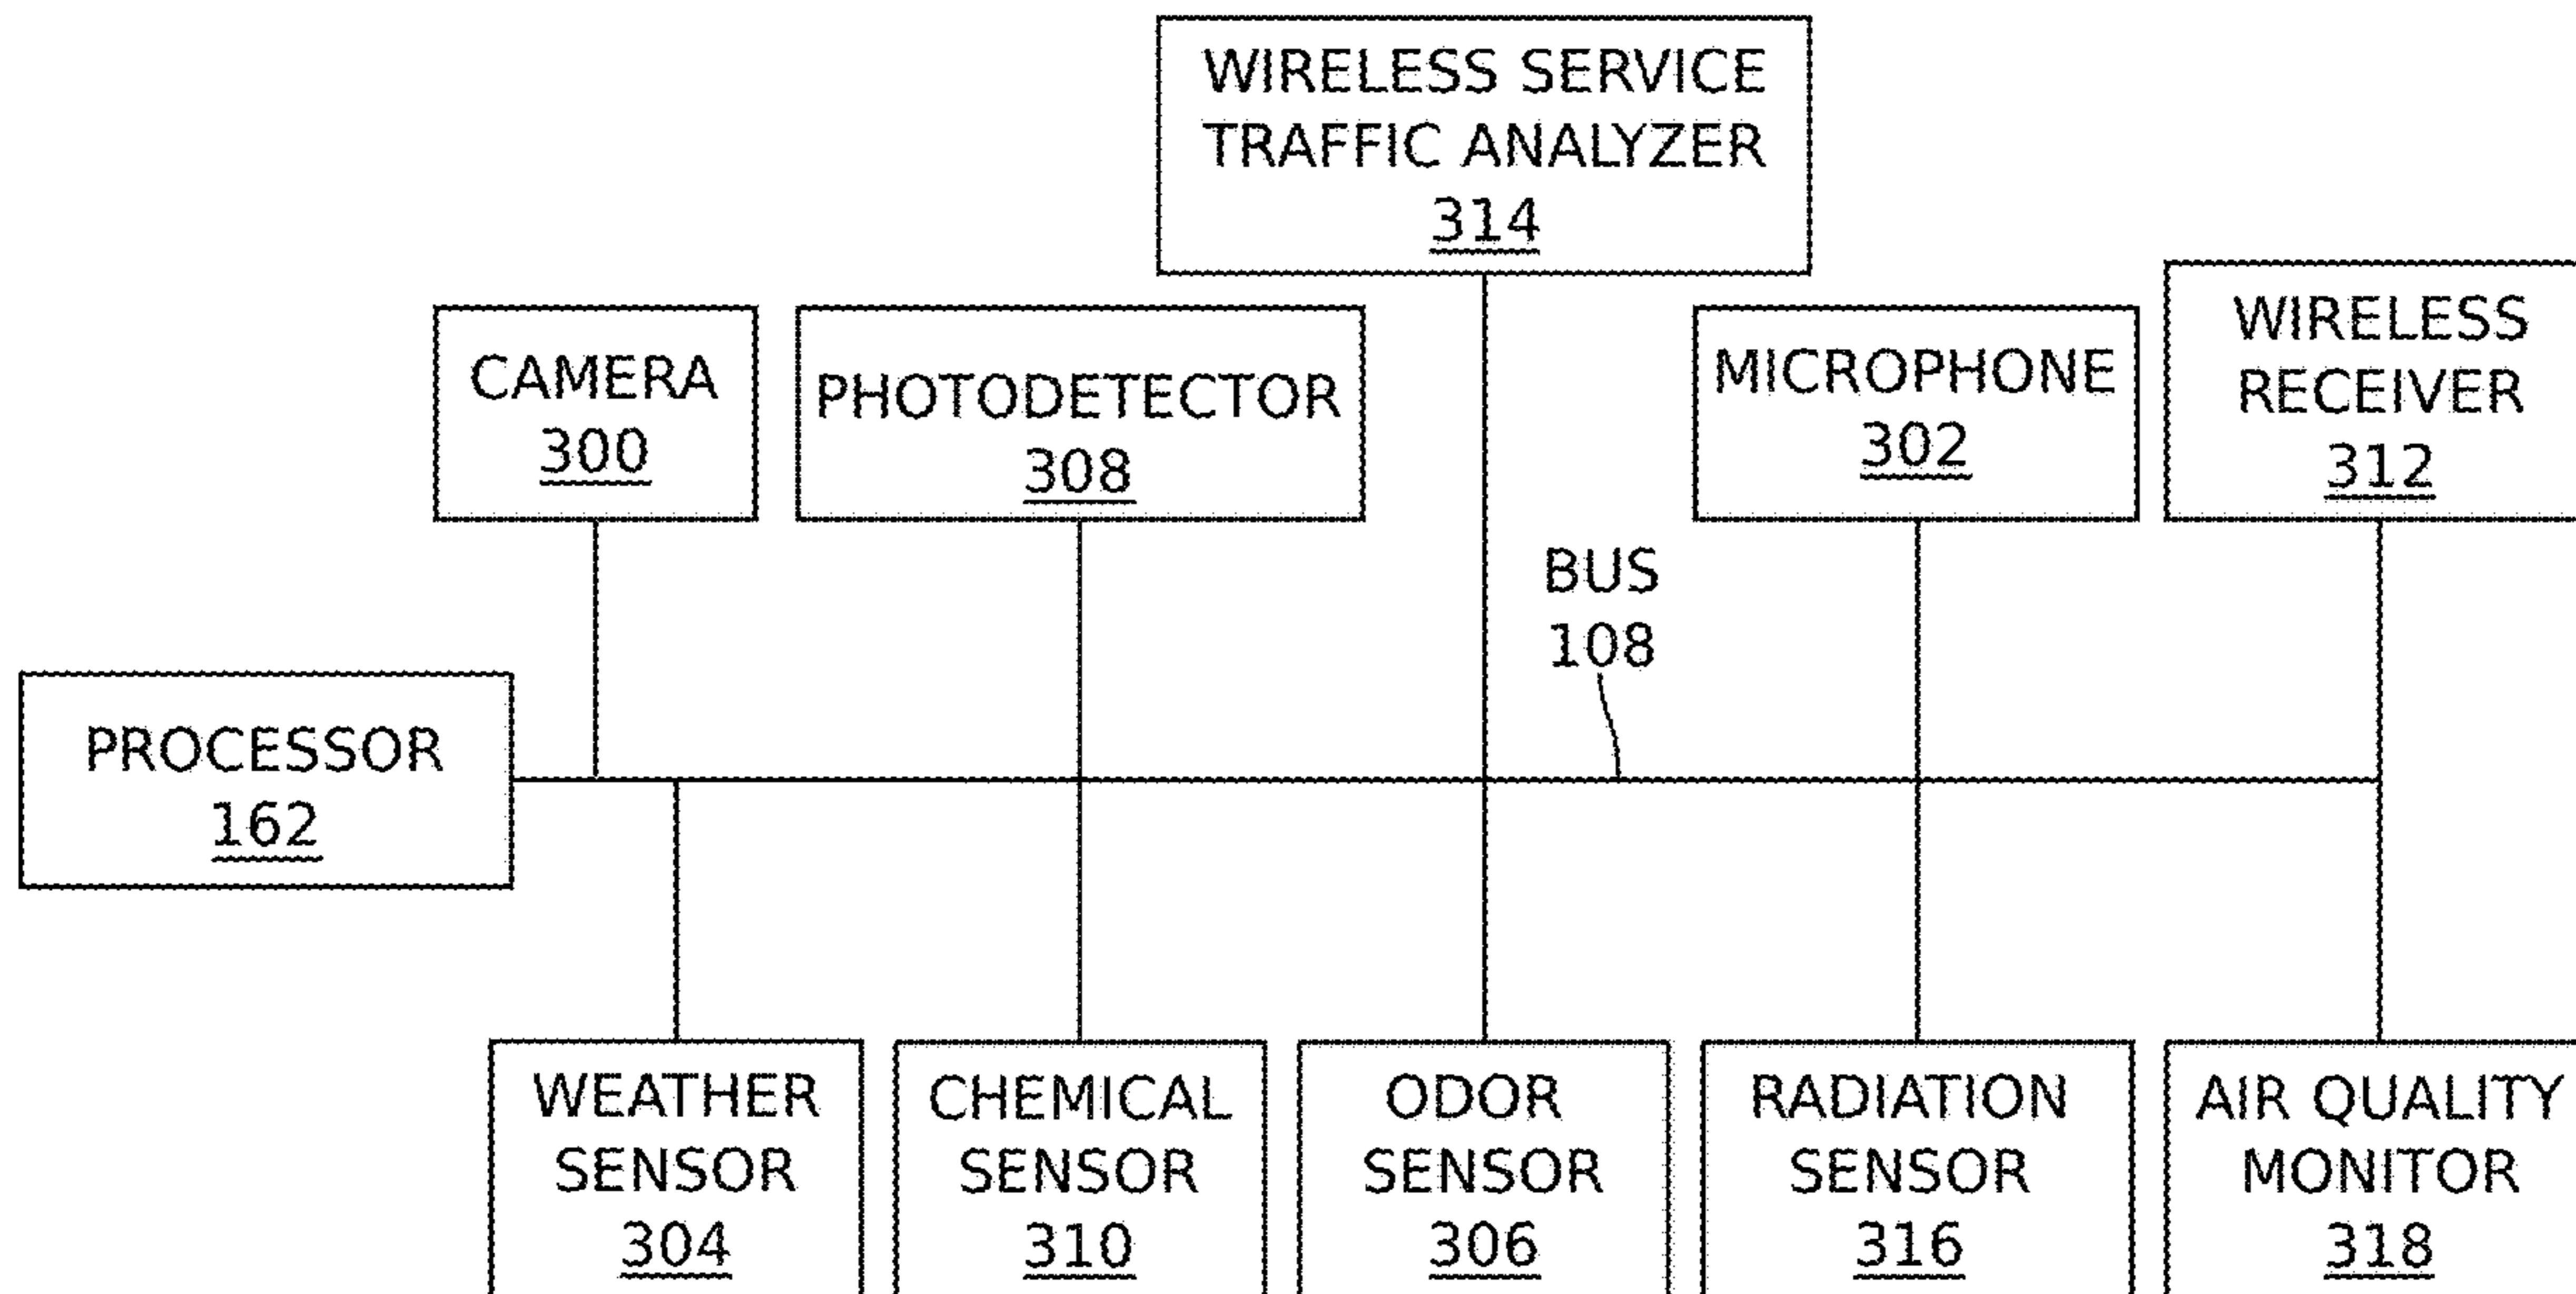 WIRELESS SERVICE
TRAFFIC ANALYZER
314
CAMERA
300
PHOTODETECTOR
308
MICROPHONE
302
WIRELESS
RECEIVER
312
BUS
108
PROCESSOR
162
WEATHER
SENSOR
304
CHEMICAL
SENSOR
310
ODOR
SENSOR
306
RADIATION
SENSOR
316
AIR QUALITY
MONITOR
318